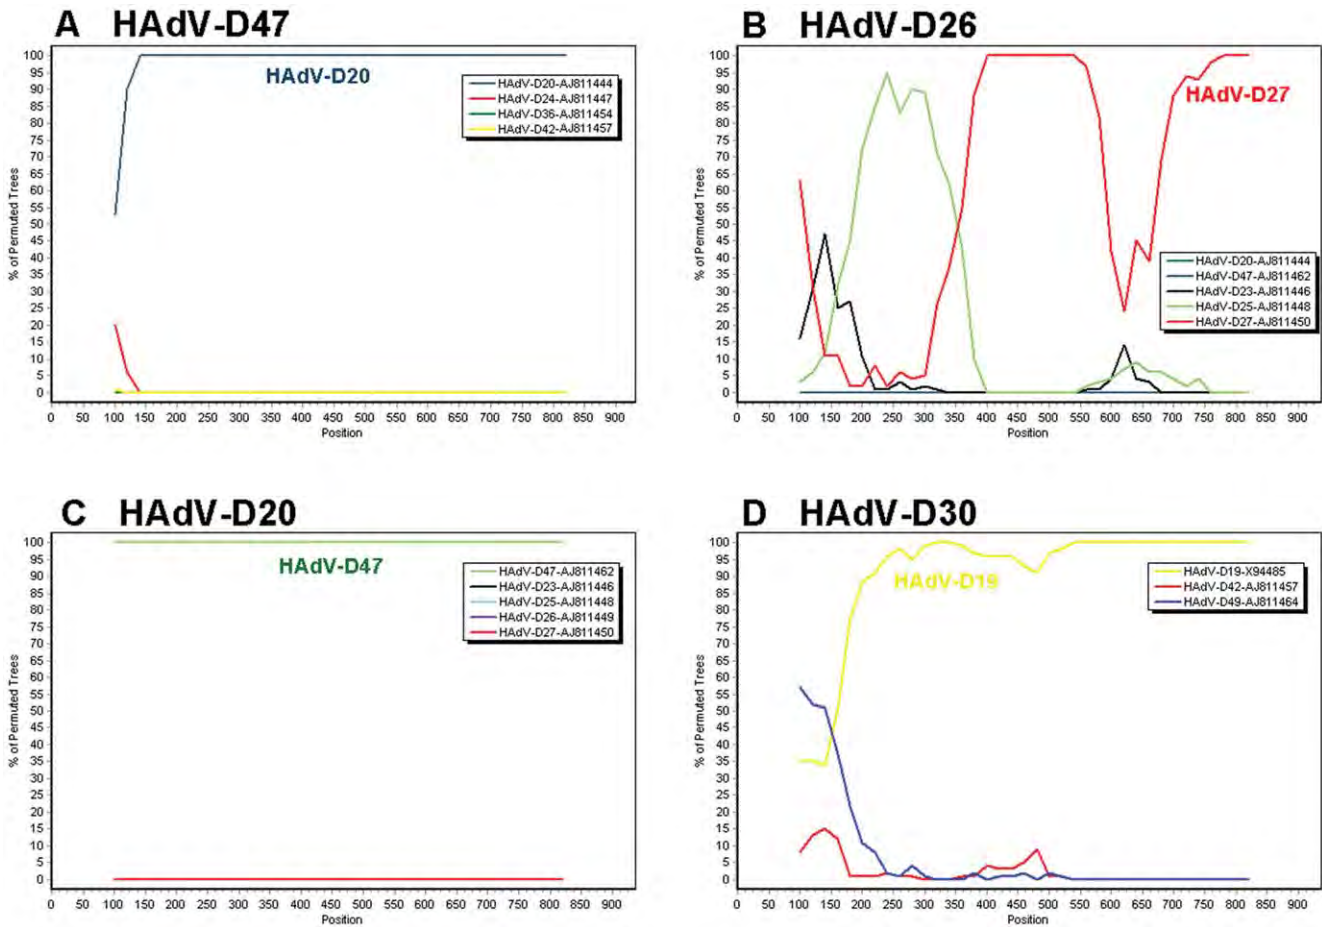 A HAdV-D47
100
95
90
85
80
75
70
65
60
55
50
45
40
35
30
25
20
15
10
5
0
% of Permuted Trees
HAdV-D20
HAdV-D20-AJ811444
HAdV-D24-AJ811447
HAdV-D36-AJ811454
HAdV-D42-AJ811457
0 50 100 150 200 250 300 350 400 450 500 550 600 650 700 750 800 850 900
Position
B HAdV-D26
100
95
90
85
80
75
70
65
60
55
50
45
40
35
30
25
20
15
10
5
0
% of Permuted Trees
HAdV-D27
HAdV-D20-AJ811444
HAdV-D47-AJ811462
HAdV-D23-AJ811446
HAdV-D25-AJ811448
HAdV-D27-AJ811450
0 50 100 150 200 250 300 350 400 450 500 550 600 650 700 750 800 850 900
Position
C HAdV-D20
100
95
90
85
80
75
70
65
60
55
50
45
40
35
30
25
20
15
10
5
0
% of Permuted Trees
HAdV-D47
HAdV-D47-AJ811462
HAdV-D23-AJ811446
HAdV-D25-AJ811448
HAdV-D26-AJ811449
HAdV-D27-AJ811450
0 50 100 150 200 250 300 350 400 450 500 550 600 650 700 750 800 850 900
Position
D HAdV-D30
100
95
90
85
80
75
70
65
60
55
50
45
40
35
30
25
20
15
10
5
0
% of Permuted Trees
HAdV-D19
HAdV-D19-X94485
HAdV-D42-AJ811457
HAdV-D49-AJ811464
0 50 100 150 200 250 300 350 400 450 500 550 600 650 700 750 800 850 900
Position